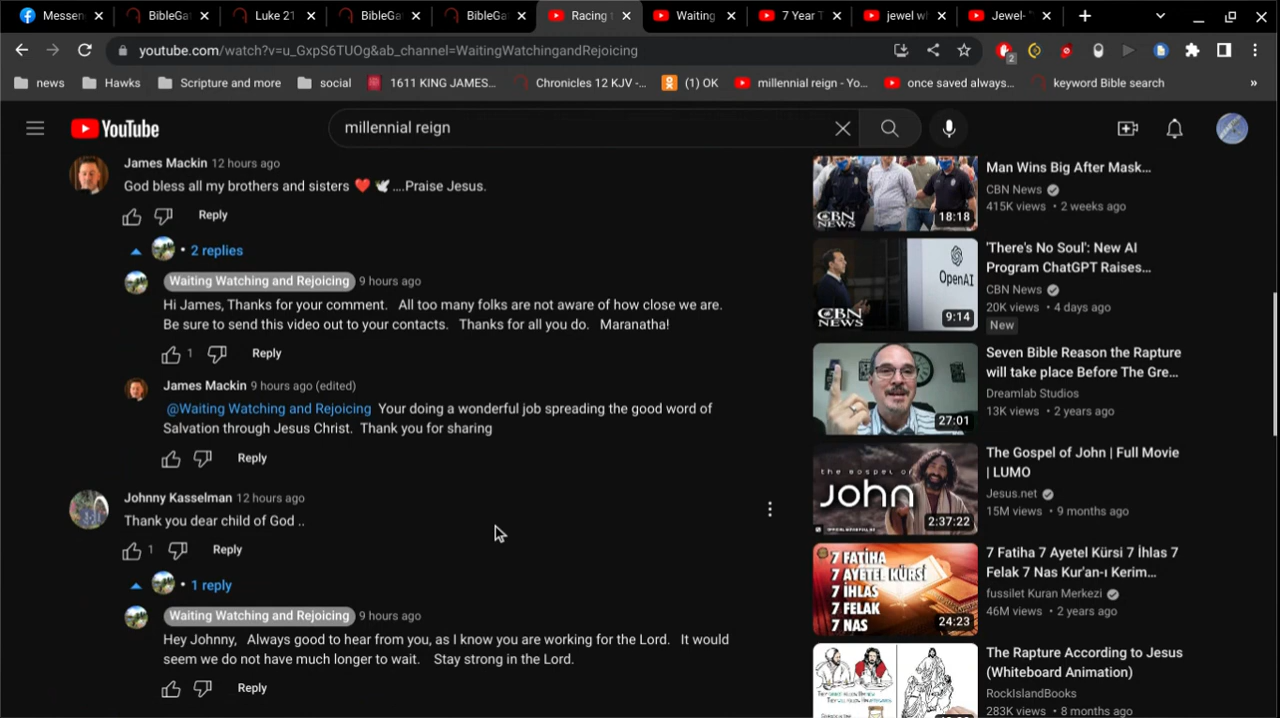 Messen
BibleGa
Luke 21
BibleGa
BibleGa
Racing
Waiting
7 Year T
jewel wh
Jewel-
youtube.com/watch?v=u_GxpS6TUOg&ab_channel=WaitingWatchingandRejoicing
2
news
Hawks
Scripture and more
social
1611 KING JAMES...
Chronicles 12 KJV -...
(1) OK
millennial reign - Yo...
once saved always...
keyword Bible search
»
YouTube
millennial reign
James Mackin 12 hours ago
God bless all my brothers and sisters ❤️ 🕊️ ....Praise Jesus.
Reply
• 2 replies
Waiting Watching and Rejoicing 9 hours ago
Hi James, Thanks for your comment. All too many folks are not aware of how close we are.
Be sure to send this video out to your contacts. Thanks for all you do. Maranatha!
1 Reply
James Mackin 9 hours ago (edited)
@Waiting Watching and Rejoicing Your doing a wonderful job spreading the good word of
Salvation through Jesus Christ. Thank you for sharing
Reply
Johnny Kasselman 12 hours ago
Thank you dear child of God ..
1 Reply
• 1 reply
Waiting Watching and Rejoicing 9 hours ago
Hey Johnny, Always good to hear from you, as I know you are working for the Lord. It would
seem we do not have much longer to wait. Stay strong in the Lord.
Reply
CBN NEWS
18:18
Man Wins Big After Mask...
CBN News
415K views • 2 weeks ago
OpenAI
CBN NEWS
9:14
'There's No Soul': New AI
Program ChatGPT Raises...
CBN News
20K views • 4 days ago
New
27:01
Seven Bible Reason the Rapture
will take place Before The Gre...
Dreamlab Studios
13K views • 2 years ago
the gospel of
John
2:37:22
The Gospel of John | Full Movie
| LUMO
Jesus.net
15M views • 9 months ago
7 FATİHA
7 AYETEL KÜRSİ
7 İHLAS
7 FELAK
7 NAS
24:23
7 Fatiha 7 Ayetel Kürsi 7 İhlas 7
Felak 7 Nas Kur'an-ı Kerim...
fussilet Kuran Merkezi
46M views • 2 years ago
The Rapture According to Jesus
(Whiteboard Animation)
RockIslandBooks
283K views • 8 months ago